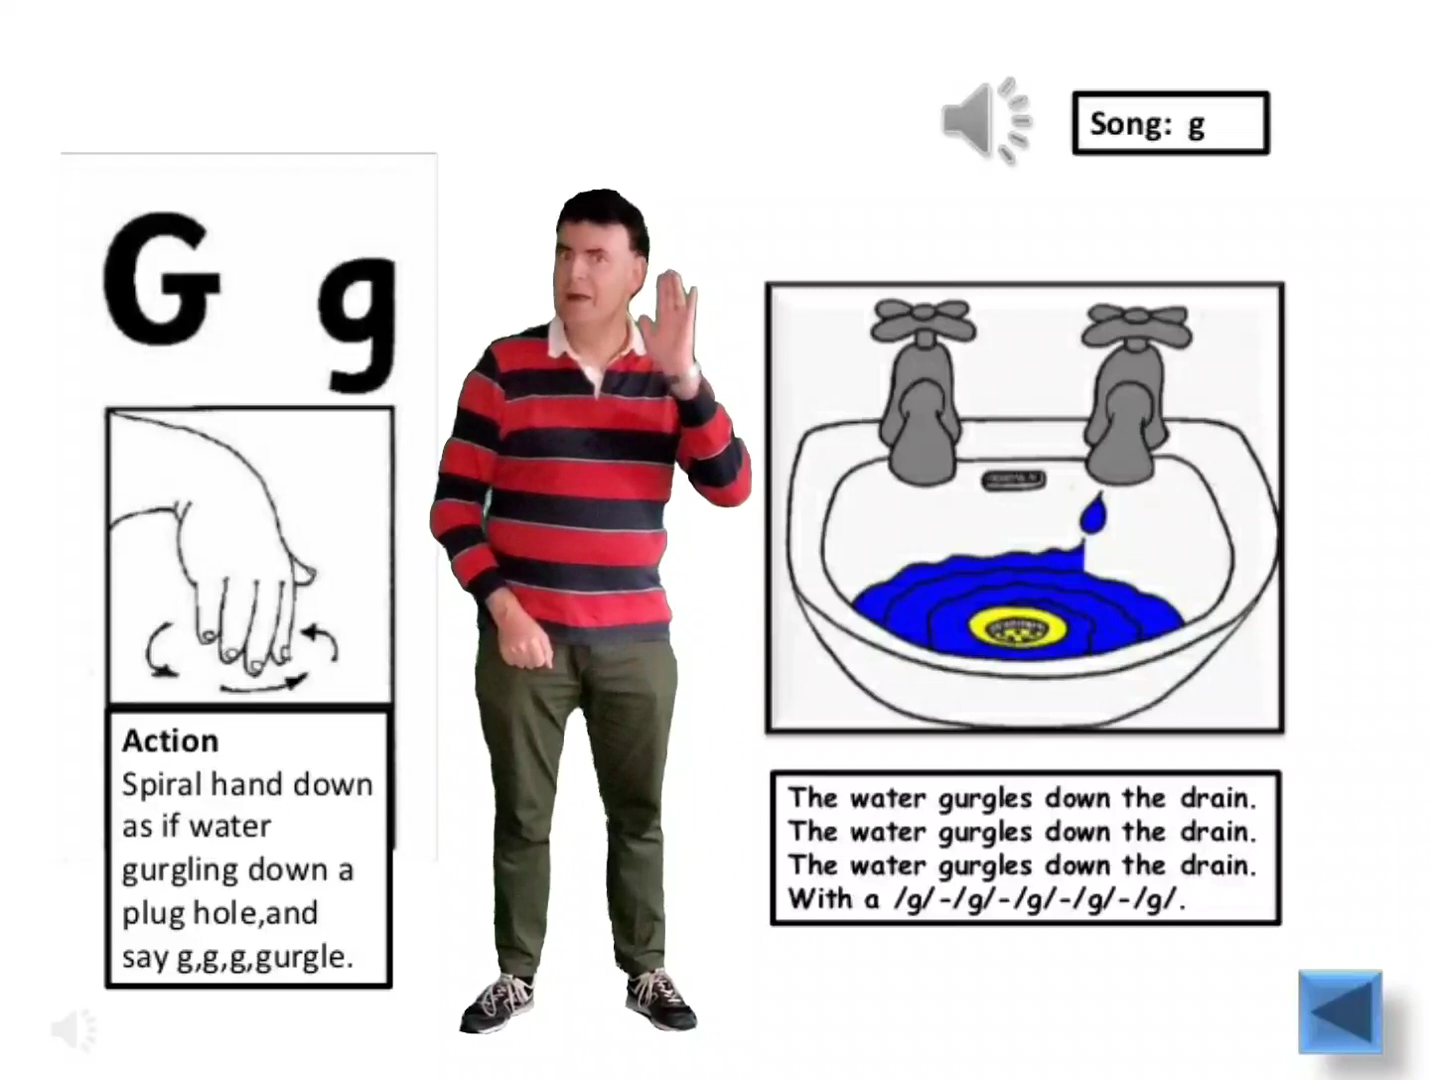 Song: g
G g
Action
Spiral hand down
as if water
gurgling down a
plug hole,and
say g,g,g,gurgle.
The water gurgles down the drain.
The water gurgles down the drain.
The water gurgles down the drain.
With a /g/-/g/-/g/-/g/-/g/.